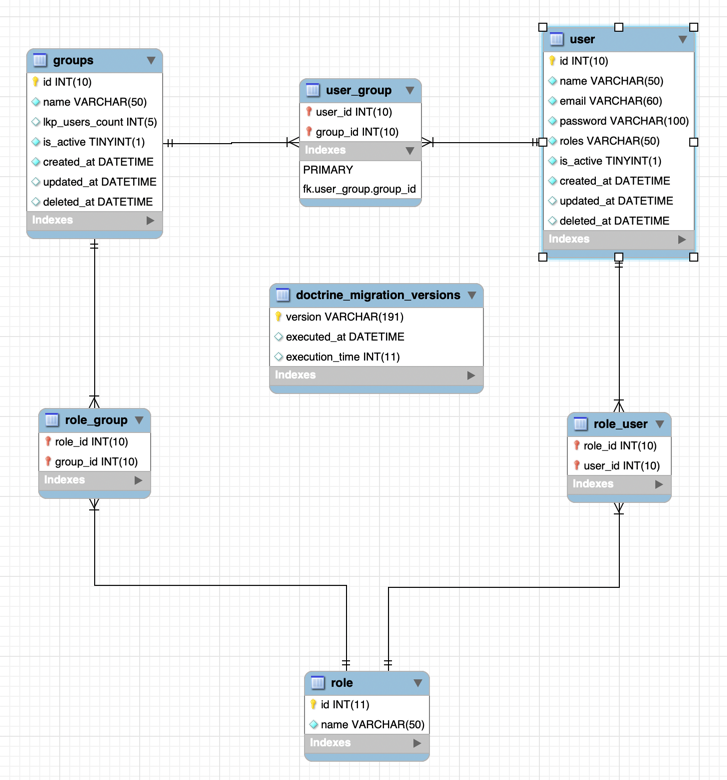 groups
id INT(10)
name VARCHAR(50)
lkp_users_count INT(5)
is_active TINYINT(1)
created_at DATETIME
updated_at DATETIME
deleted_at DATETIME
Indexes
user_group
user_id INT(10)
group_id INT(10)
Indexes
PRIMARY
fk.user_group.group_id
user
id INT(10)
name VARCHAR(50)
email VARCHAR(60)
password VARCHAR(100)
roles VARCHAR(50)
is_active TINYINT(1)
created_at DATETIME
updated_at DATETIME
deleted_at DATETIME
Indexes
doctrine_migration_versions
version VARCHAR(191)
executed_at DATETIME
execution_time INT(11)
Indexes
role_group
role_id INT(10)
group_id INT(10)
Indexes
role_user
role_id INT(10)
user_id INT(10)
Indexes
role
id INT(11)
name VARCHAR(50)
Indexes